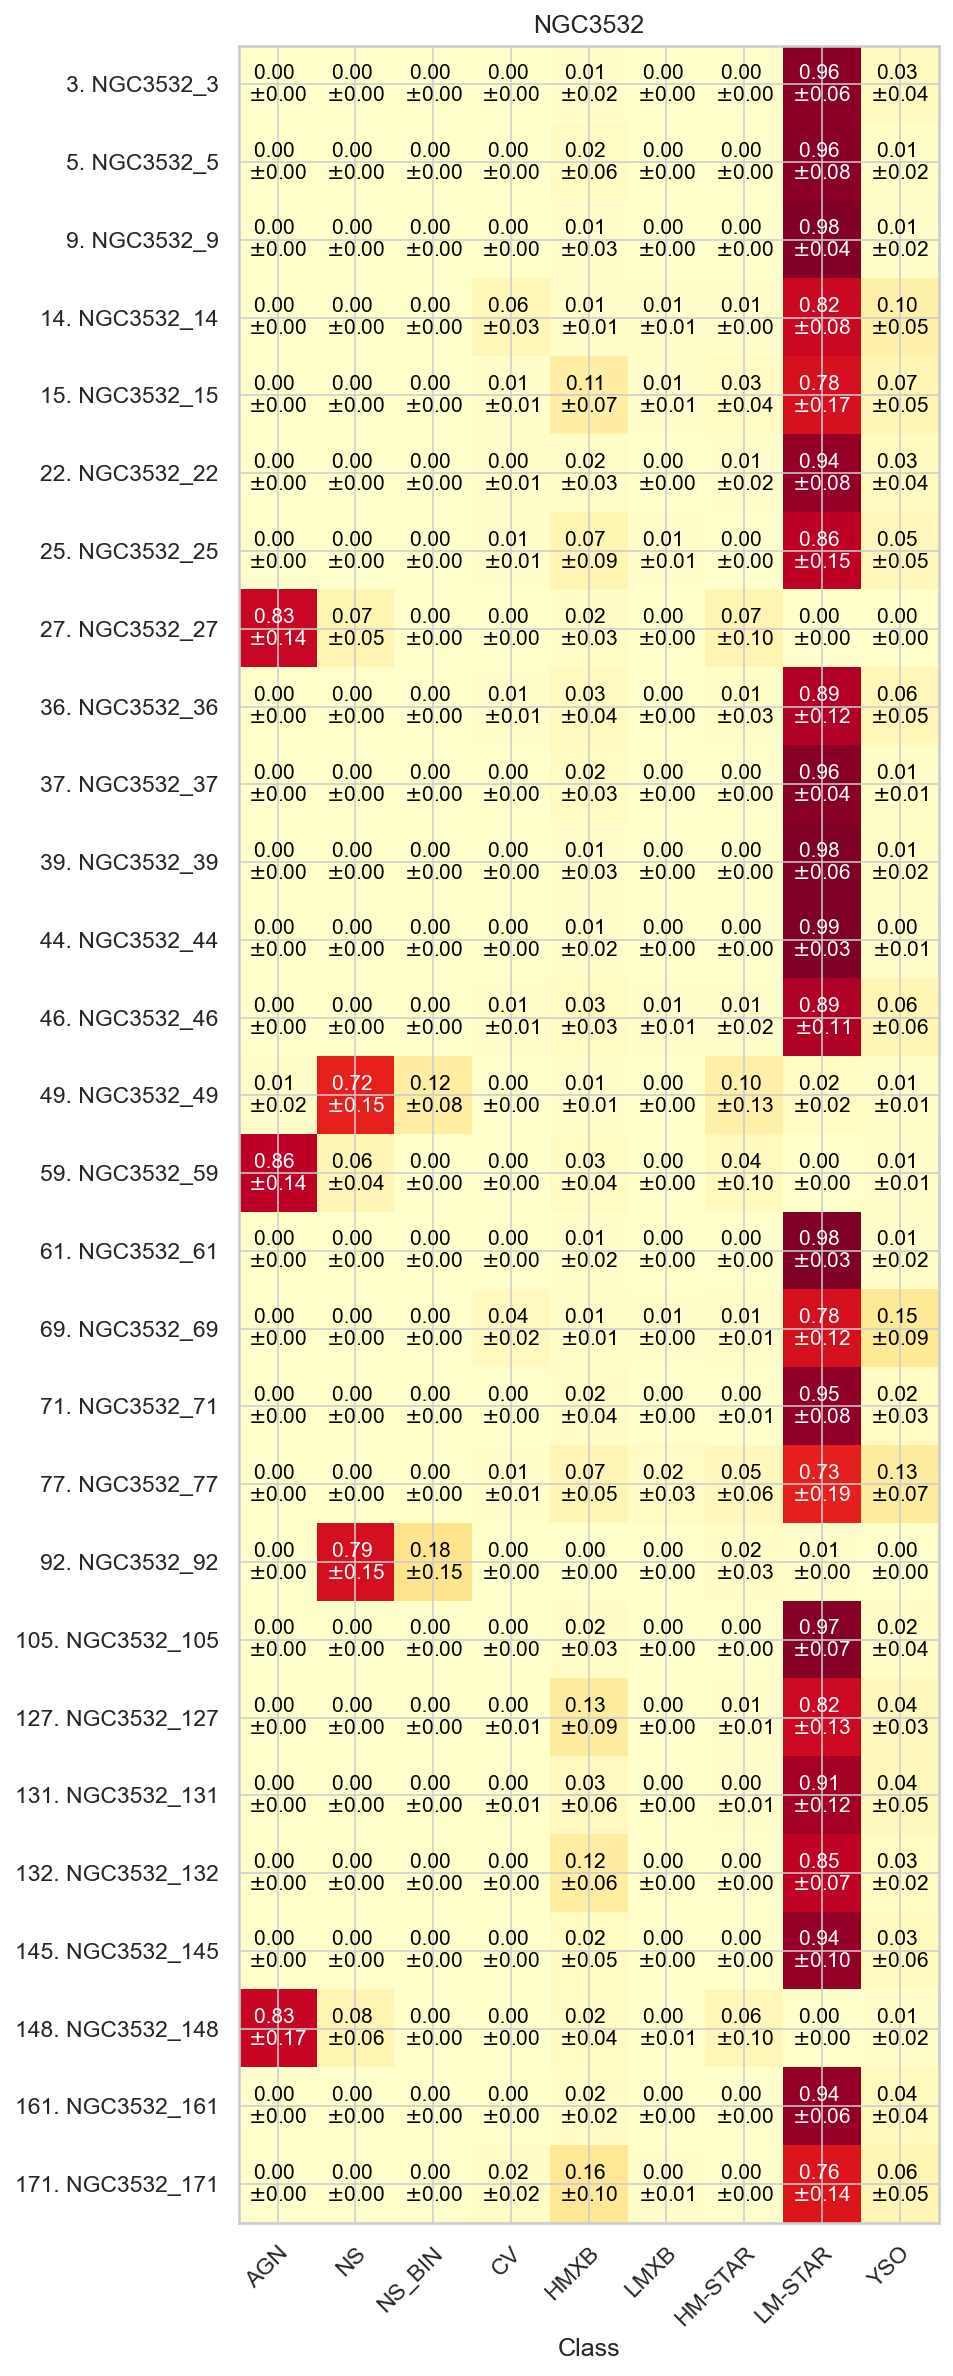 NGC3532
3. NGC3532_3 0.00 0.00 0.00 0.00 0.01 0.00 0.00 0.96 0.03
±0.00 ±0.00 ±0.00 ±0.00 ±0.02 ±0.00 ±0.00 ±0.06 ±0.04
5. NGC3532_5 0.00 0.00 0.00 0.00 0.02 0.00 0.00 0.96 0.01
±0.00 ±0.00 ±0.00 ±0.00 ±0.06 ±0.00 ±0.00 ±0.08 ±0.02
9. NGC3532_9 0.00 0.00 0.00 0.00 0.01 0.00 0.00 0.98 0.01
±0.00 ±0.00 ±0.00 ±0.00 ±0.03 ±0.00 ±0.00 ±0.04 ±0.02
14. NGC3532_14 0.00 0.00 0.00 0.06 0.01 0.01 0.01 0.82 0.10
±0.00 ±0.00 ±0.00 ±0.03 ±0.01 ±0.01 ±0.00 ±0.08 ±0.05
15. NGC3532_15 0.00 0.00 0.00 0.01 0.11 0.01 0.03 0.78 0.07
±0.00 ±0.00 ±0.00 ±0.01 ±0.07 ±0.01 ±0.04 ±0.17 ±0.05
22. NGC3532_22 0.00 0.00 0.00 0.00 0.02 0.00 0.01 0.94 0.03
±0.00 ±0.00 ±0.00 ±0.01 ±0.03 ±0.00 ±0.02 ±0.08 ±0.04
25. NGC3532_25 0.00 0.00 0.00 0.01 0.07 0.01 0.00 0.86 0.05
±0.00 ±0.00 ±0.00 ±0.01 ±0.09 ±0.01 ±0.00 ±0.15 ±0.05
27. NGC3532_27 0.83 0.07 0.00 0.00 0.02 0.00 0.07 0.00 0.00
±0.14 ±0.05 ±0.00 ±0.00 ±0.03 ±0.00 ±0.10 ±0.00 ±0.00
36. NGC3532_36 0.00 0.00 0.00 0.01 0.03 0.00 0.01 0.89 0.06
±0.00 ±0.00 ±0.00 ±0.01 ±0.04 ±0.00 ±0.03 ±0.12 ±0.05
37. NGC3532_37 0.00 0.00 0.00 0.00 0.02 0.00 0.00 0.96 0.01
±0.00 ±0.00 ±0.00 ±0.00 ±0.03 ±0.00 ±0.00 ±0.04 ±0.01
39. NGC3532_39 0.00 0.00 0.00 0.00 0.01 0.00 0.00 0.98 0.01
±0.00 ±0.00 ±0.00 ±0.00 ±0.03 ±0.00 ±0.00 ±0.06 ±0.02
44. NGC3532_44 0.00 0.00 0.00 0.00 0.01 0.00 0.00 0.99 0.00
±0.00 ±0.00 ±0.00 ±0.00 ±0.02 ±0.00 ±0.00 ±0.03 ±0.01
46. NGC3532_46 0.00 0.00 0.00 0.01 0.03 0.01 0.01 0.89 0.06
±0.00 ±0.00 ±0.00 ±0.01 ±0.03 ±0.01 ±0.02 ±0.11 ±0.06
49. NGC3532_49 0.01 0.72 0.12 0.00 0.01 0.00 0.10 0.02 0.01
±0.02 ±0.15 ±0.08 ±0.00 ±0.01 ±0.00 ±0.13 ±0.02 ±0.01
59. NGC3532_59 0.86 0.06 0.00 0.00 0.03 0.00 0.04 0.00 0.01
±0.14 ±0.04 ±0.00 ±0.00 ±0.04 ±0.00 ±0.10 ±0.00 ±0.01
61. NGC3532_61 0.00 0.00 0.00 0.00 0.01 0.00 0.00 0.98 0.01
±0.00 ±0.00 ±0.00 ±0.00 ±0.02 ±0.00 ±0.00 ±0.03 ±0.02
69. NGC3532_69 0.00 0.00 0.00 0.04 0.01 0.01 0.01 0.78 0.15
±0.00 ±0.00 ±0.00 ±0.02 ±0.01 ±0.00 ±0.01 ±0.12 ±0.09
71. NGC3532_71 0.00 0.00 0.00 0.00 0.02 0.00 0.00 0.95 0.02
±0.00 ±0.00 ±0.00 ±0.00 ±0.04 ±0.00 ±0.01 ±0.08 ±0.03
77. NGC3532_77 0.00 0.00 0.00 0.01 0.07 0.02 0.05 0.73 0.13
±0.00 ±0.00 ±0.00 ±0.01 ±0.05 ±0.03 ±0.06 ±0.19 ±0.07
92. NGC3532_92 0.00 0.79 0.18 0.00 0.00 0.00 0.02 0.01 0.00
±0.00 ±0.15 ±0.15 ±0.00 ±0.00 ±0.00 ±0.03 ±0.00 ±0.00
105. NGC3532_105 0.00 0.00 0.00 0.00 0.02 0.00 0.00 0.97 0.02
±0.00 ±0.00 ±0.00 ±0.00 ±0.03 ±0.00 ±0.00 ±0.07 ±0.04
127. NGC3532_127 0.00 0.00 0.00 0.00 0.13 0.00 0.01 0.82 0.04
±0.00 ±0.00 ±0.00 ±0.01 ±0.09 ±0.00 ±0.01 ±0.13 ±0.03
131. NGC3532_131 0.00 0.00 0.00 0.00 0.03 0.00 0.00 0.91 0.04
±0.00 ±0.00 ±0.00 ±0.01 ±0.06 ±0.00 ±0.01 ±0.12 ±0.05
132. NGC3532_132 0.00 0.00 0.00 0.00 0.12 0.00 0.00 0.85 0.03
±0.00 ±0.00 ±0.00 ±0.00 ±0.06 ±0.00 ±0.00 ±0.07 ±0.02
145. NGC3532_145 0.00 0.00 0.00 0.00 0.02 0.00 0.00 0.94 0.03
±0.00 ±0.00 ±0.00 ±0.00 ±0.05 ±0.00 ±0.00 ±0.10 ±0.06
148. NGC3532_148 0.83 0.08 0.00 0.00 0.02 0.00 0.06 0.00 0.01
±0.17 ±0.06 ±0.00 ±0.00 ±0.04 ±0.01 ±0.10 ±0.00 ±0.02
161. NGC3532_161 0.00 0.00 0.00 0.00 0.02 0.00 0.00 0.94 0.04
±0.00 ±0.00 ±0.00 ±0.00 ±0.02 ±0.00 ±0.00 ±0.06 ±0.04
171. NGC3532_171 0.00 0.00 0.00 0.02 0.16 0.00 0.00 0.76 0.06
±0.00 ±0.00 ±0.00 ±0.02 ±0.10 ±0.01 ±0.00 ±0.14 ±0.05
AGN NS NS_BIN CV HMXB LMXB HM-STAR LM-STAR YSO
Class